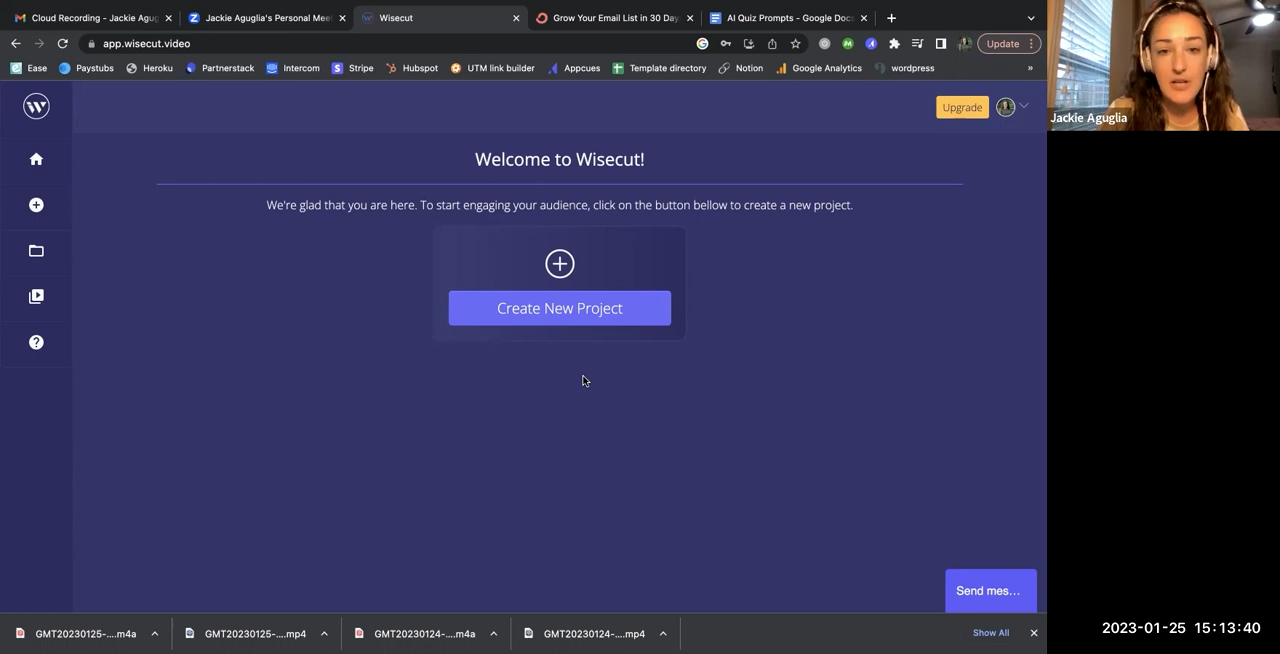 Cloud Recording - Jackie Agug
Jackie Aguglia's Personal Mee
Wisecut
Grow Your Email List in 30 Day
AI Quiz Prompts - Google Docs
app.wisecut.video
Update
Ease
Paystubs
Heroku
Partnerstack
Intercom
Stripe
Hubspot
UTM link builder
Appcues
Template directory
Notion
Google Analytics
wordpress
»
Upgrade
Jackie Aguglia
Welcome to Wisecut!
We're glad that you are here. To start engaging your audience, click on the button bellow to create a new project.
Create New Project
Send mes...
GMT20230125-....m4a
GMT20230125-....mp4
GMT20230124-....m4a
GMT20230124-....mp4
Show All
2023-01-25 15:13:40